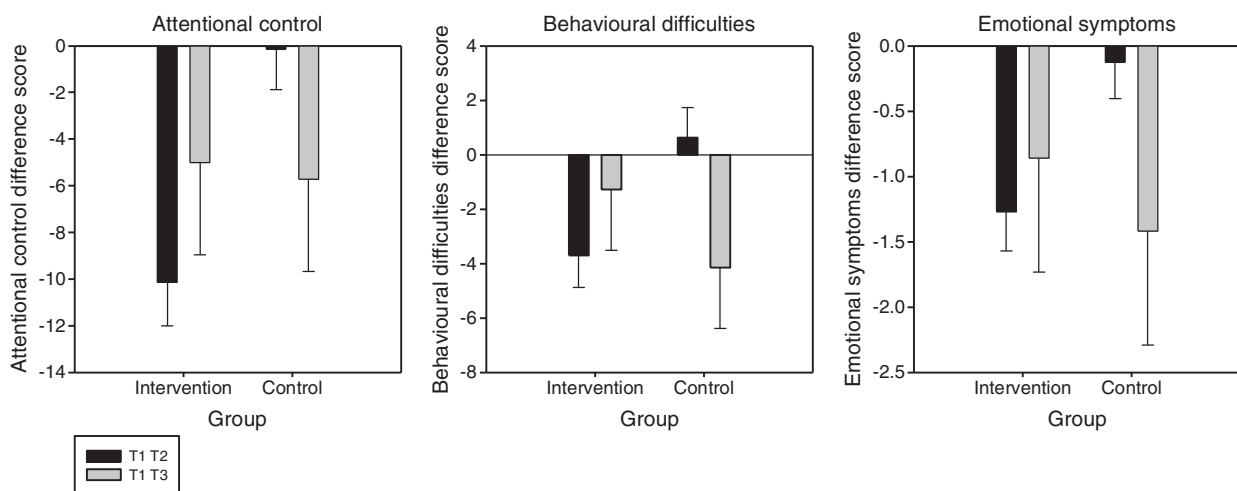 Attentional control
Attentional control difference score
0
-2
-4
-6
-8
-10
-12
-14
Intervention
Control
Group
Behavioural difficulties
Behavioural difficulties difference score
4
2
0
-2
-4
-6
-8
Intervention
Control
Group
Emotional symptoms
Emotional symptoms difference score
0.0
-0.5
-1.0
-1.5
-2.0
-2.5
Intervention
Control
Group
T1 T2
T1 T3